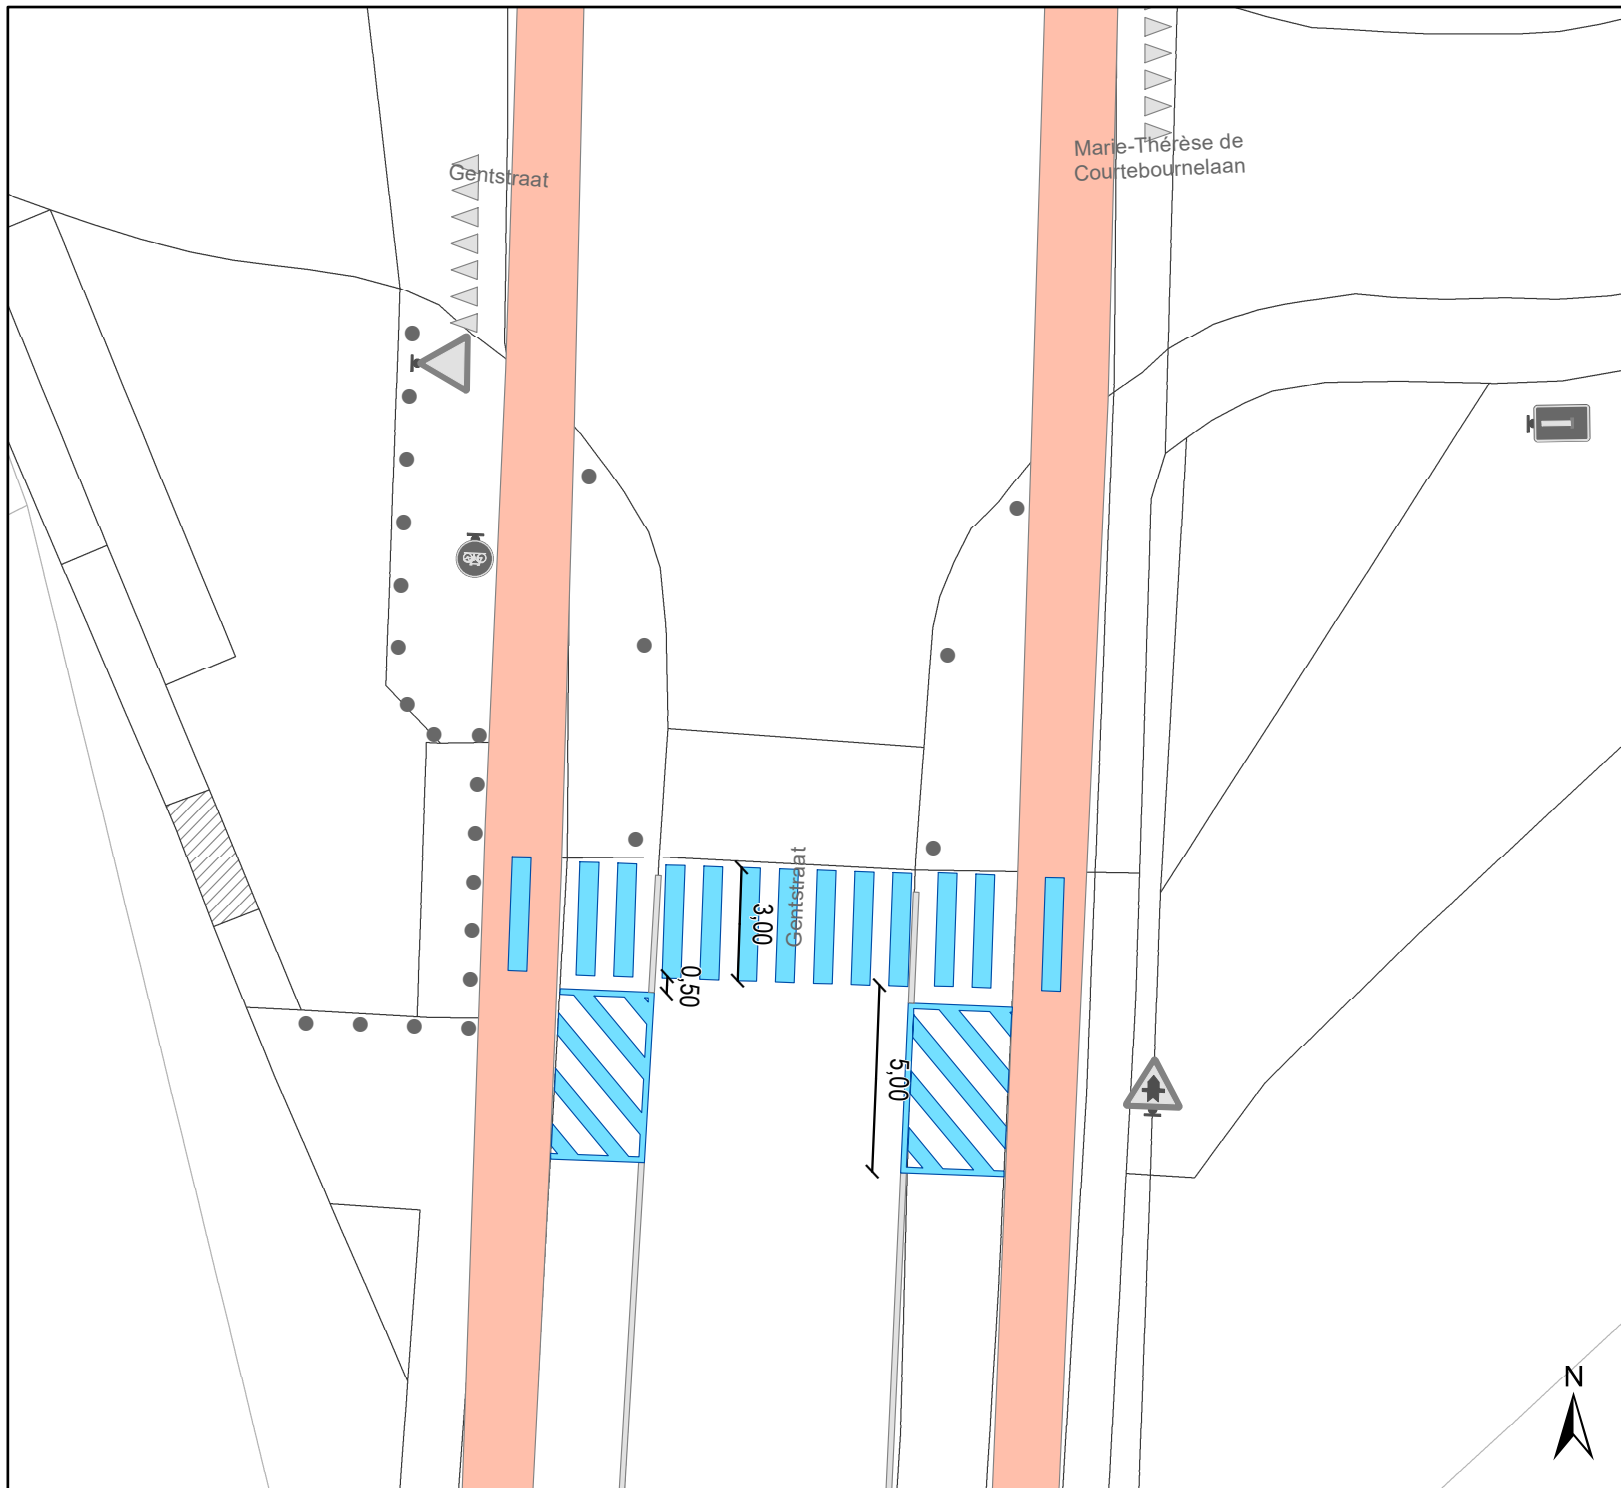 Gentstraat
Marie-Thérèse de
Courtebournelaan
Gentstraat
3,00
0,50
5,00
N